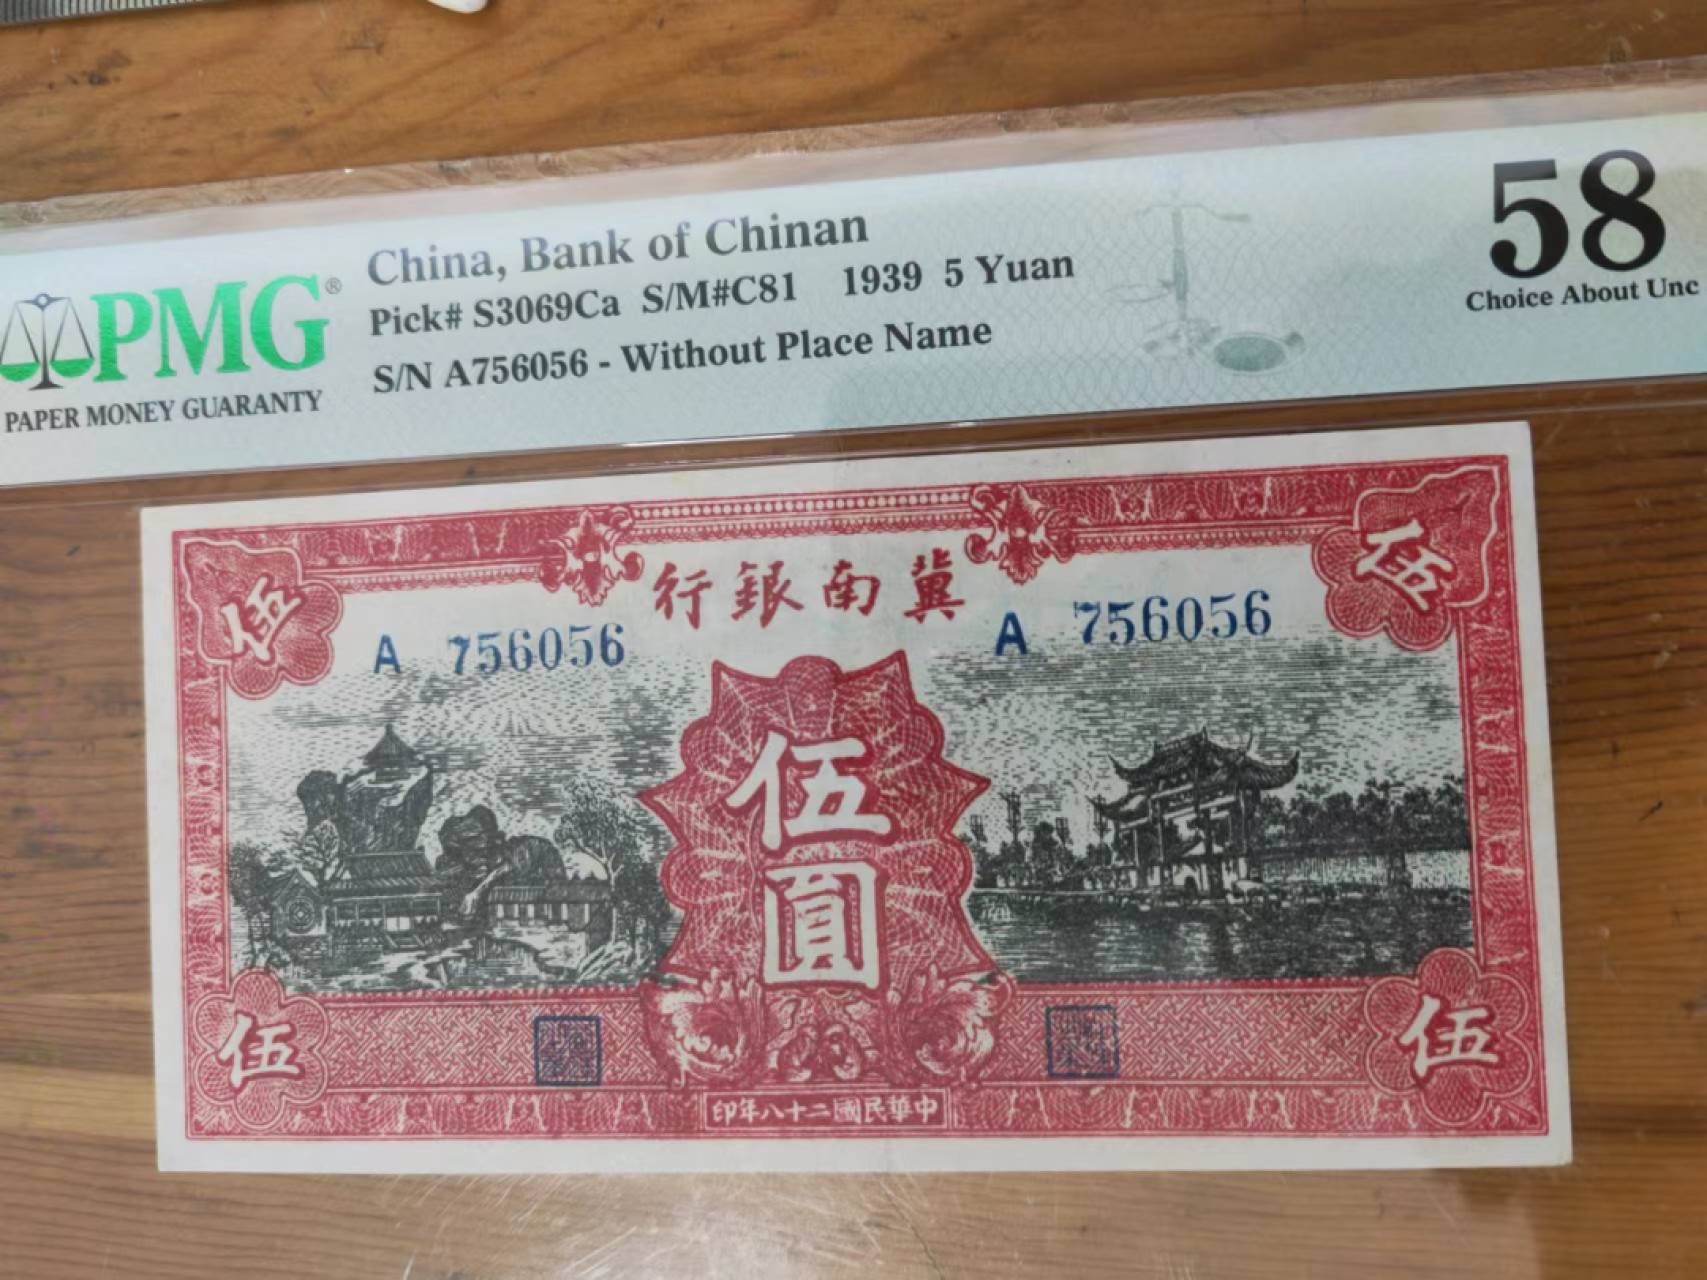 PMG®
PAPER MONEY GUARANTY
China, Bank of Chinan
Pick# S3069Ca S/M#C81 1939 5 Yuan
S/N A756056 - Without Place Name
58
Choice About Unc
伍
行銀南冀
伍
A 756056
A 756056
伍圓
伍
伍
印年八十二國民華中